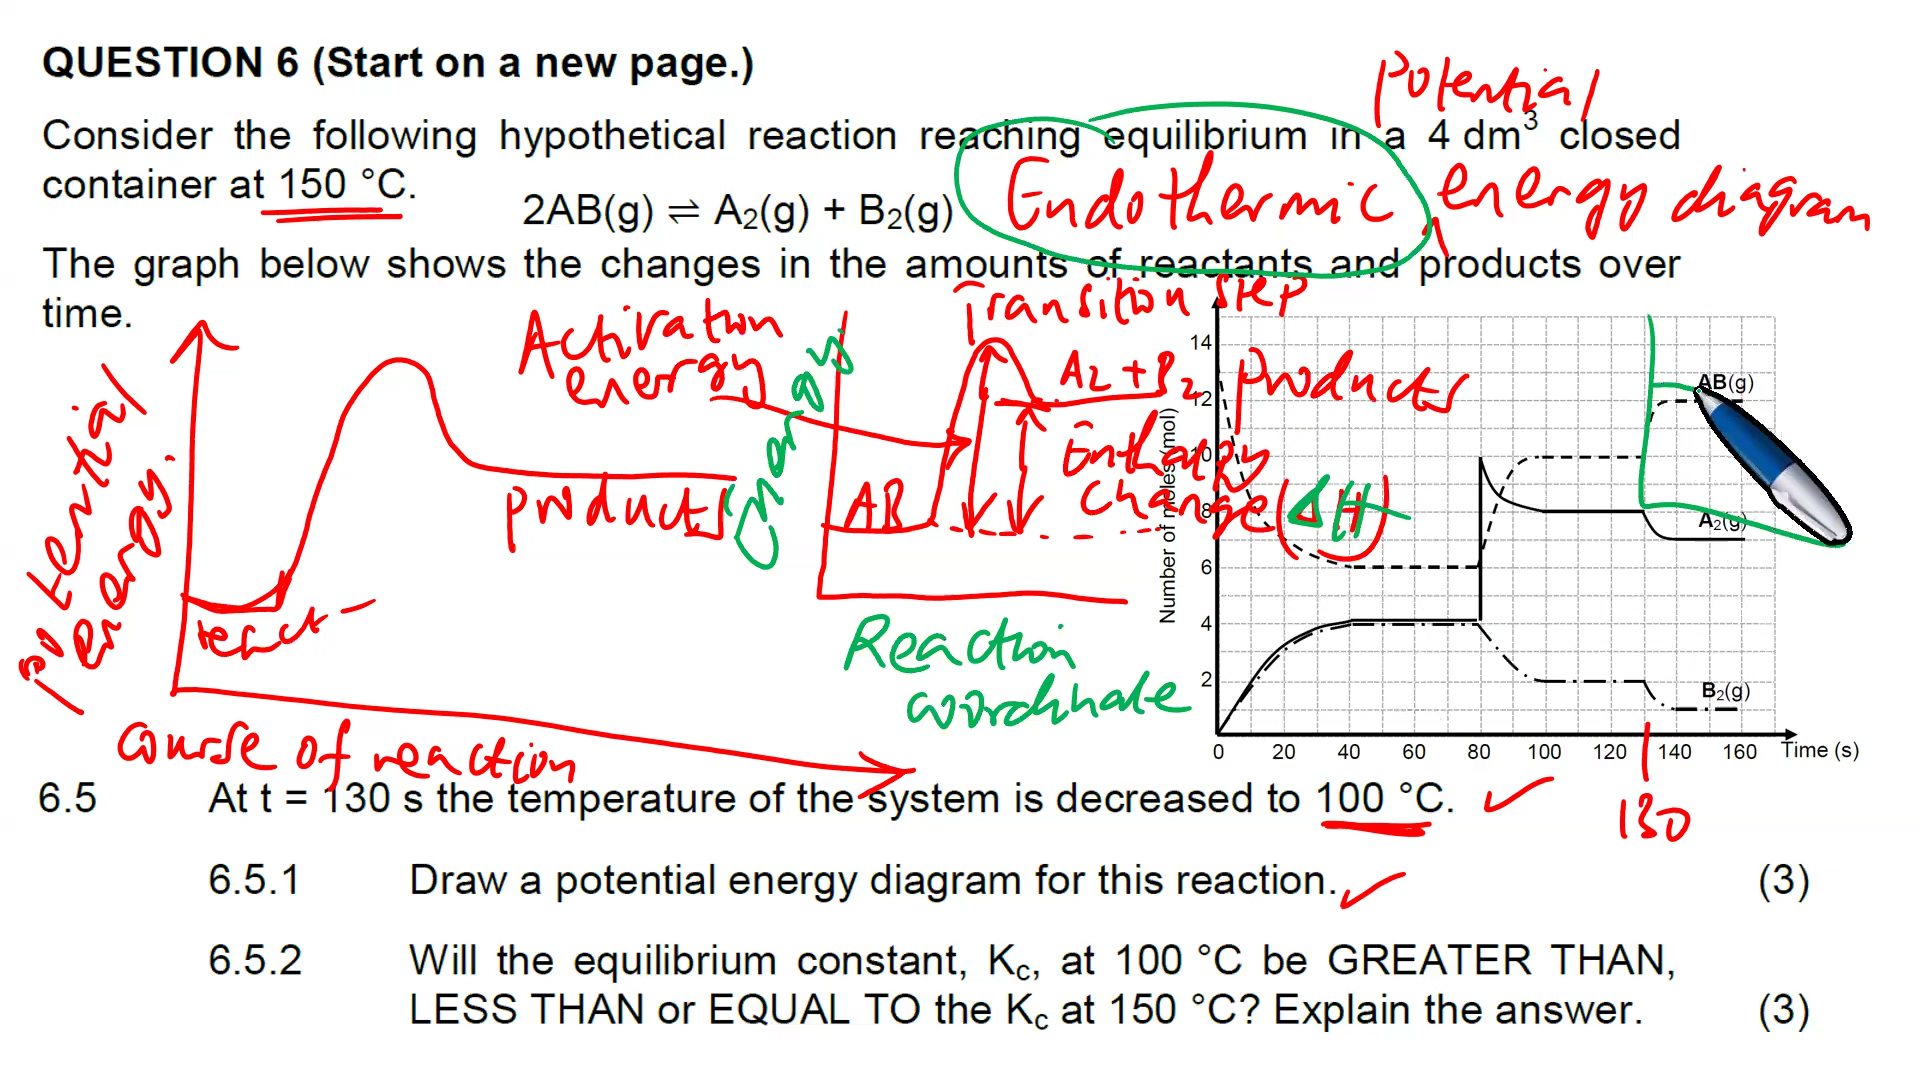 QUESTION 6 (Start on a new page.)
Potential
Consider the following hypothetical reaction reaching equilibrium in a 4 dm³ closed
container at 150 °C.
2AB(g) ⇌ A₂(g) + B₂(g)
Endothermic
energy diagram
The graph below shows the changes in the amounts of reactants and products over
time.
Activation
energy
Transition step
A₂ + B₂
Products
Enthalpy
change (ΔH)
AB
Energy
Reaction
coordinate
Potential
energy.
products
react
course of reaction
Number of moles (mol)
14
12
10
8
6
4
2
0 20 40 60 80 100 120 140 160 Time (s)
AB(g)
A₂(g)
B₂(g)
130
6.5 At t = 130 s the temperature of the system is decreased to 100 °C.
6.5.1 Draw a potential energy diagram for this reaction. (3)
6.5.2 Will the equilibrium constant, Kc, at 100 °C be GREATER THAN,
LESS THAN or EQUAL TO the Kc at 150 °C? Explain the answer. (3)